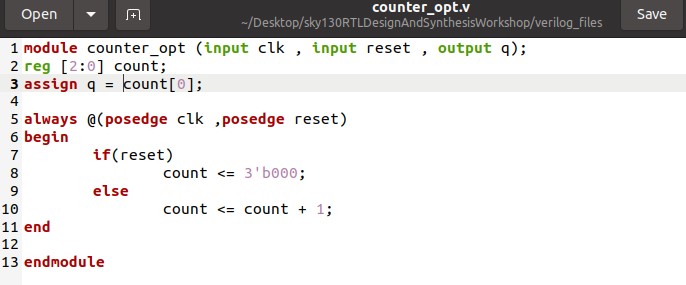 Open
counter_opt.v
~/Desktop/sky130RTLDesignAndSynthesisWorkshop/verilog_files
Save
1 module counter_opt (input clk , input reset , output q);
2 reg [2:0] count;
3 assign q = count[0];
4
5 always @(posedge clk ,posedge reset)
6 begin
7 if(reset)
8 count <= 3'b000;
9 else
10 count <= count + 1;
11 end
12
13 endmodule